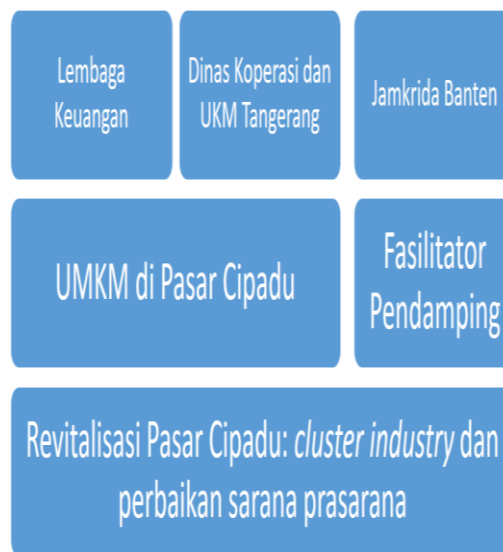 Lembaga
Keuangan
Dinas Koperasi dan
UKM Tangerang
Jamkrida Banten
UMKM di Pasar Cipadu
Fasilitator
Pendamping
Revitalisasi Pasar Cipadu: cluster industry dan
perbaikan sarana prasarana